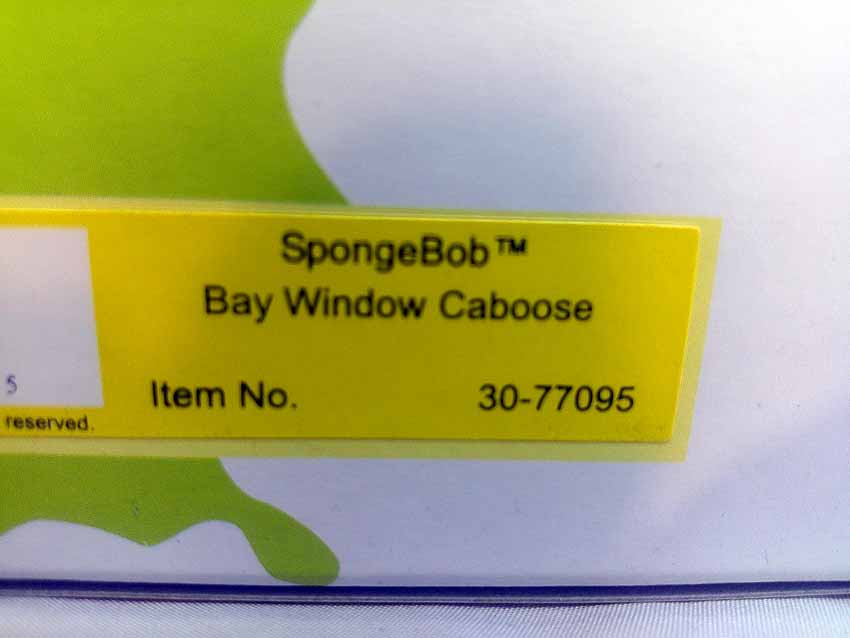 SpongeBob™
Bay Window Caboose
Item No. 30-77095
5
reserved.